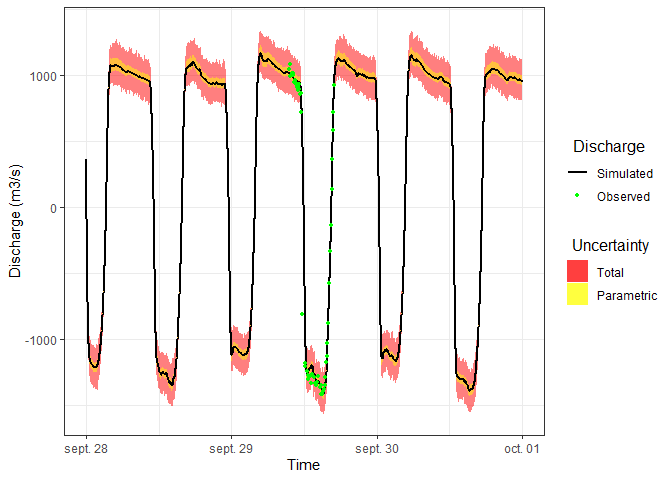 1000
0
-1000
Discharge (m3/s)
sept. 28
sept. 29
sept. 30
oct. 01
Time
Discharge
Simulated
Observed
Uncertainty
Total
Parametric